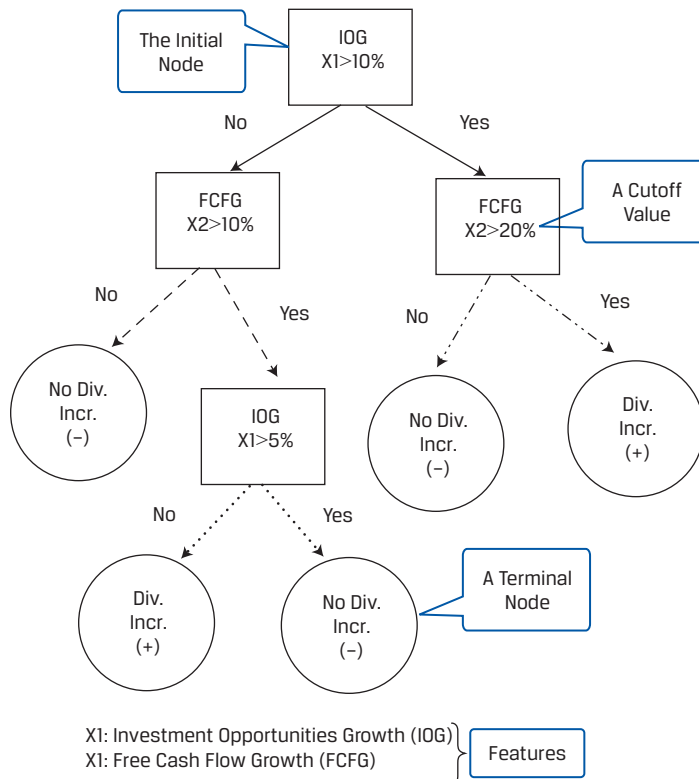 The Initial
Node
IOG
X1>10%
No
Yes
FCFG
X2>10%
FCFG
X2>20%
A Cutoff
Value
No
Yes
No
Yes
No Div.
Incr.
(–)
IOG
X1>5%
No Div.
Incr.
(–)
Div.
Incr.
(+)
No
Yes
Div.
Incr.
(+)
No Div.
Incr.
(–)
A Terminal
Node
X1: Investment Opportunities Growth (IOG)
X1: Free Cash Flow Growth (FCFG)
Features